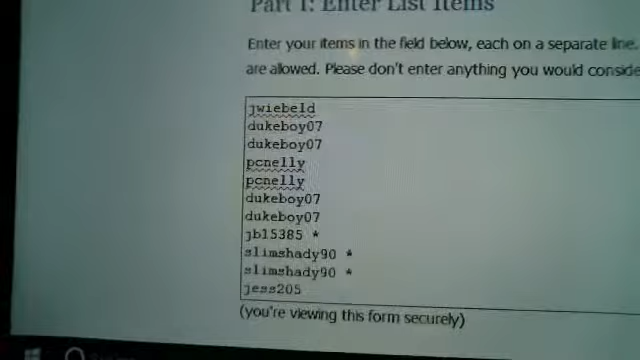 Part 1: Enter List Items
Enter your items in the field below, each on a separate line.
are allowed. Please don't enter anything you would conside
jwiebeld
dukeboy07
dukeboy07
pcnelly
pcnelly
dukeboy07
dukeboy07
jb15385 *
slimshady90 *
slimshady90 *
jess205
(you're viewing this form securely)